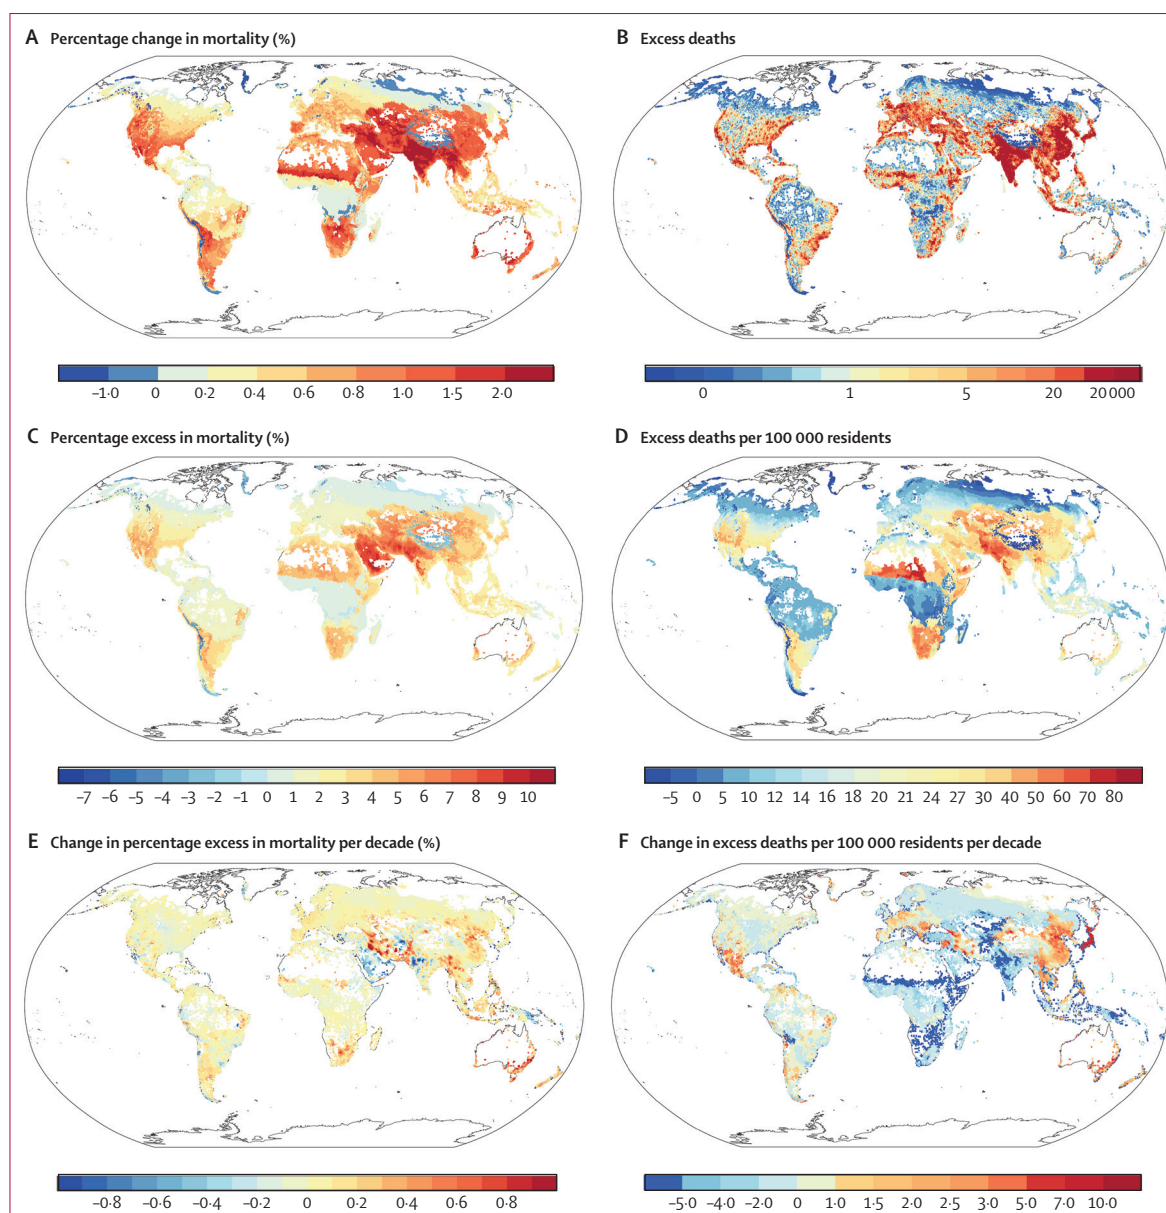 A Percentage change in mortality (%)
B Excess deaths
–1·0 0 0·2 0·4 0·6 0·8 1·0 1·5 2·0
0 1 5 20 20 000
C Percentage excess in mortality (%)
D Excess deaths per 100 000 residents
–7 –6 –5 –4 –3 –2 –1 0 1 2 3 4 5 6 7 8 9 10
–5 0 5 10 12 14 16 18 20 21 24 27 30 40 50 60 70 80
E Change in percentage excess in mortality per decade (%)
F Change in excess deaths per 100 000 residents per decade
–0·8 –0·6 –0·4 –0·2 0 0·2 0·4 0·6 0·8
–5·0 –4·0 –2·0 0 1·0 1·5 2·0 2·5 3·0 5·0 7·0 10·0